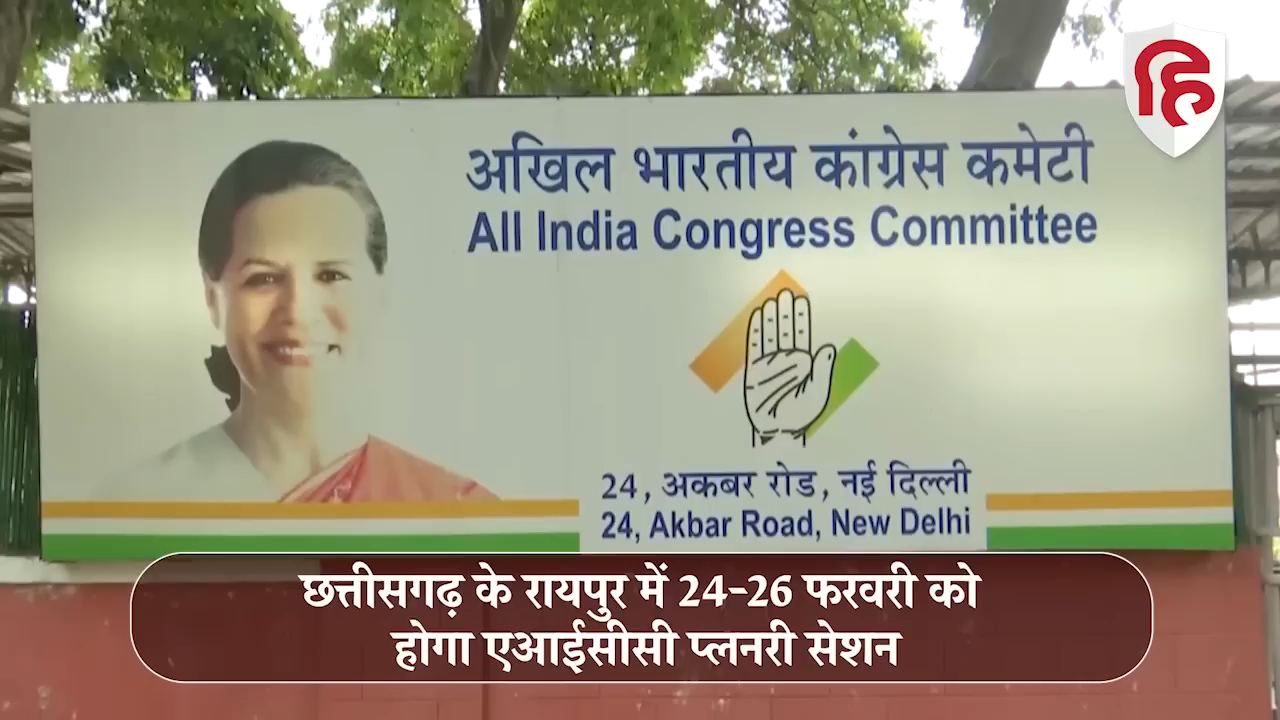 हि
अखिल भारतीय कांग्रेस कमेटी
All India Congress Committee
24, अकबर रोड, नई दिल्ली
24, Akbar Road, New Delhi
छत्तीसगढ़ के रायपुर में 24-26 फरवरी को
होगा एआईसीसी प्लनरी सेशन